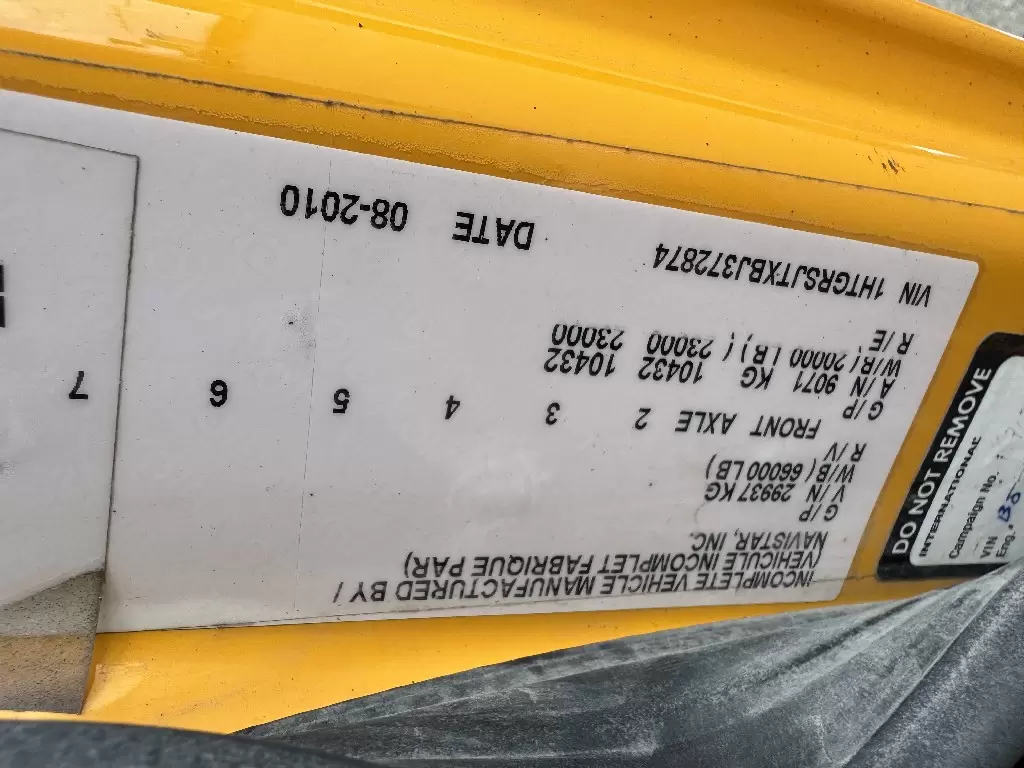 INCOMPLETE VEHICLE MANUFACTURED BY /
(VEHICULE INCOMPLET FABRIQUE PAR)
NAVISTAR, INC.
G/P
V/N 29937 KG
W/B ( 66000 LB)
R/V
FRONT AXLE 2 3 4 5 6 7
G/P
A/N 9071 KG 10432 10432
W/B ( 20000 LB ) ( 23000 23000
R/E
VIN 1HTGRSJTXBJ372874 DATE 08-2010
DO NOT REMOVE
INTERNATIONAL
Campaign No.
VIN
Eng.